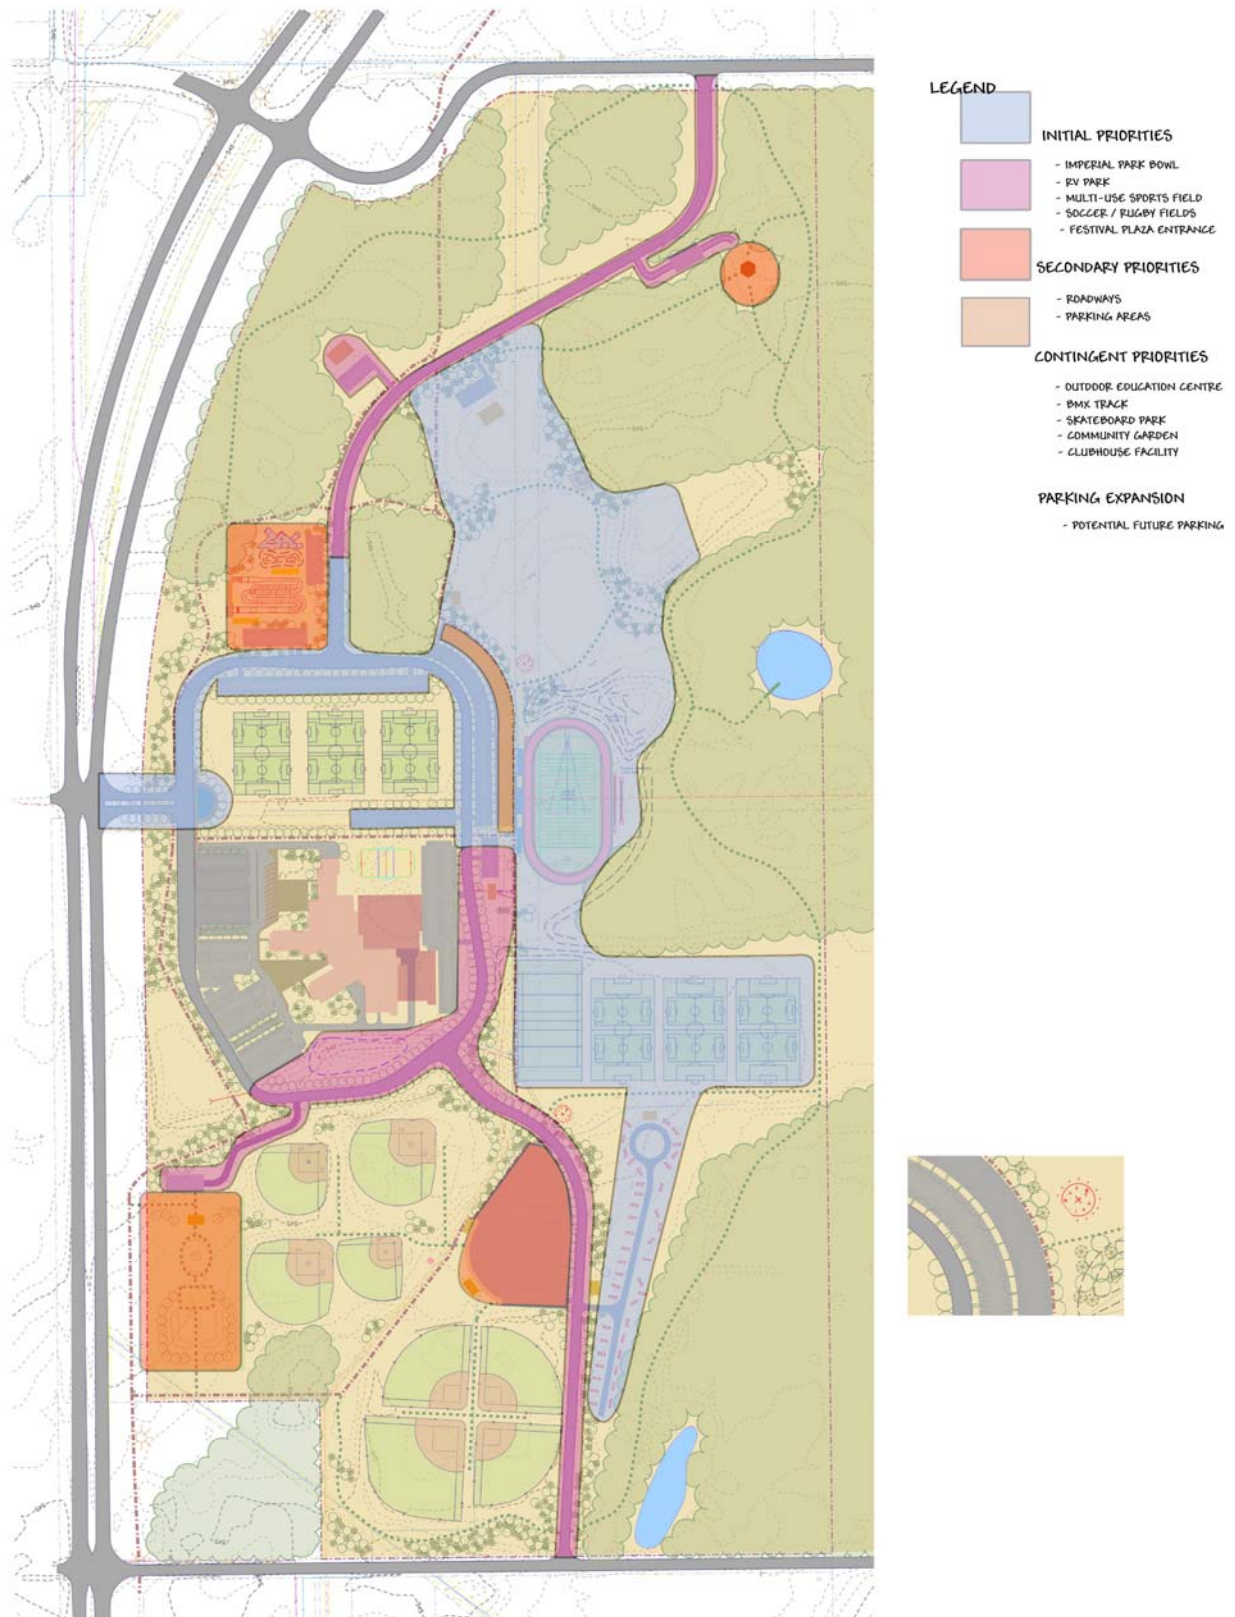 LEGEND
INITIAL PRIORITIES
- IMPERIAL PARK BOWL
- RV PARK
- MULTI-USE SPORTS FIELD
- SOCCER / RUGBY FIELDS
- FESTIVAL PLAZA ENTRANCE
SECONDARY PRIORITIES
- ROADWAYS
- PARKING AREAS
CONTINGENT PRIORITIES
- OUTDOOR EDUCATION CENTRE
- BMX TRACK
- SKATEBOARD PARK
- COMMUNITY GARDEN
- CLUBHOUSE FACILITY
PARKING EXPANSION
- POTENTIAL FUTURE PARKING